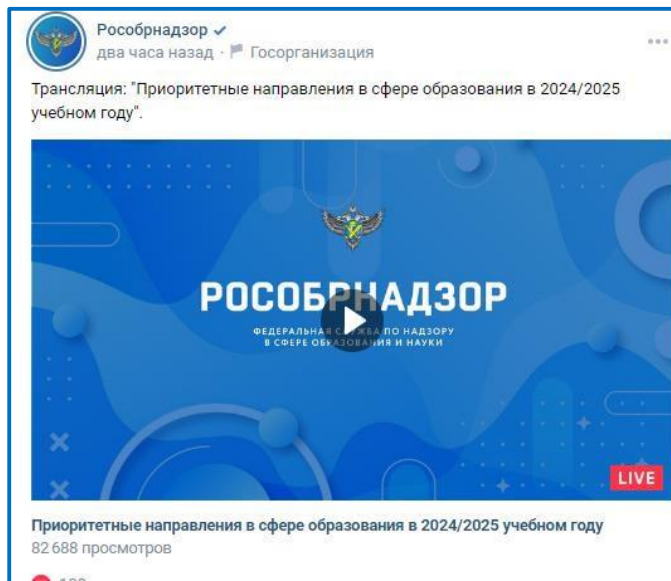 Рособрнадзор
два часа назад · Госорганизация
Трансляция: "Приоритетные направления в сфере образования в 2024/2025
учебном году".
РОСОБРНАДЗОР
ФЕДЕРАЛЬНАЯ СЛУЖБА ПО НАДЗОРУ
В СФЕРЕ ОБРАЗОВАНИЯ И НАУКИ
LIVE
Приоритетные направления в сфере образования в 2024/2025 учебном году
82 688 просмотров